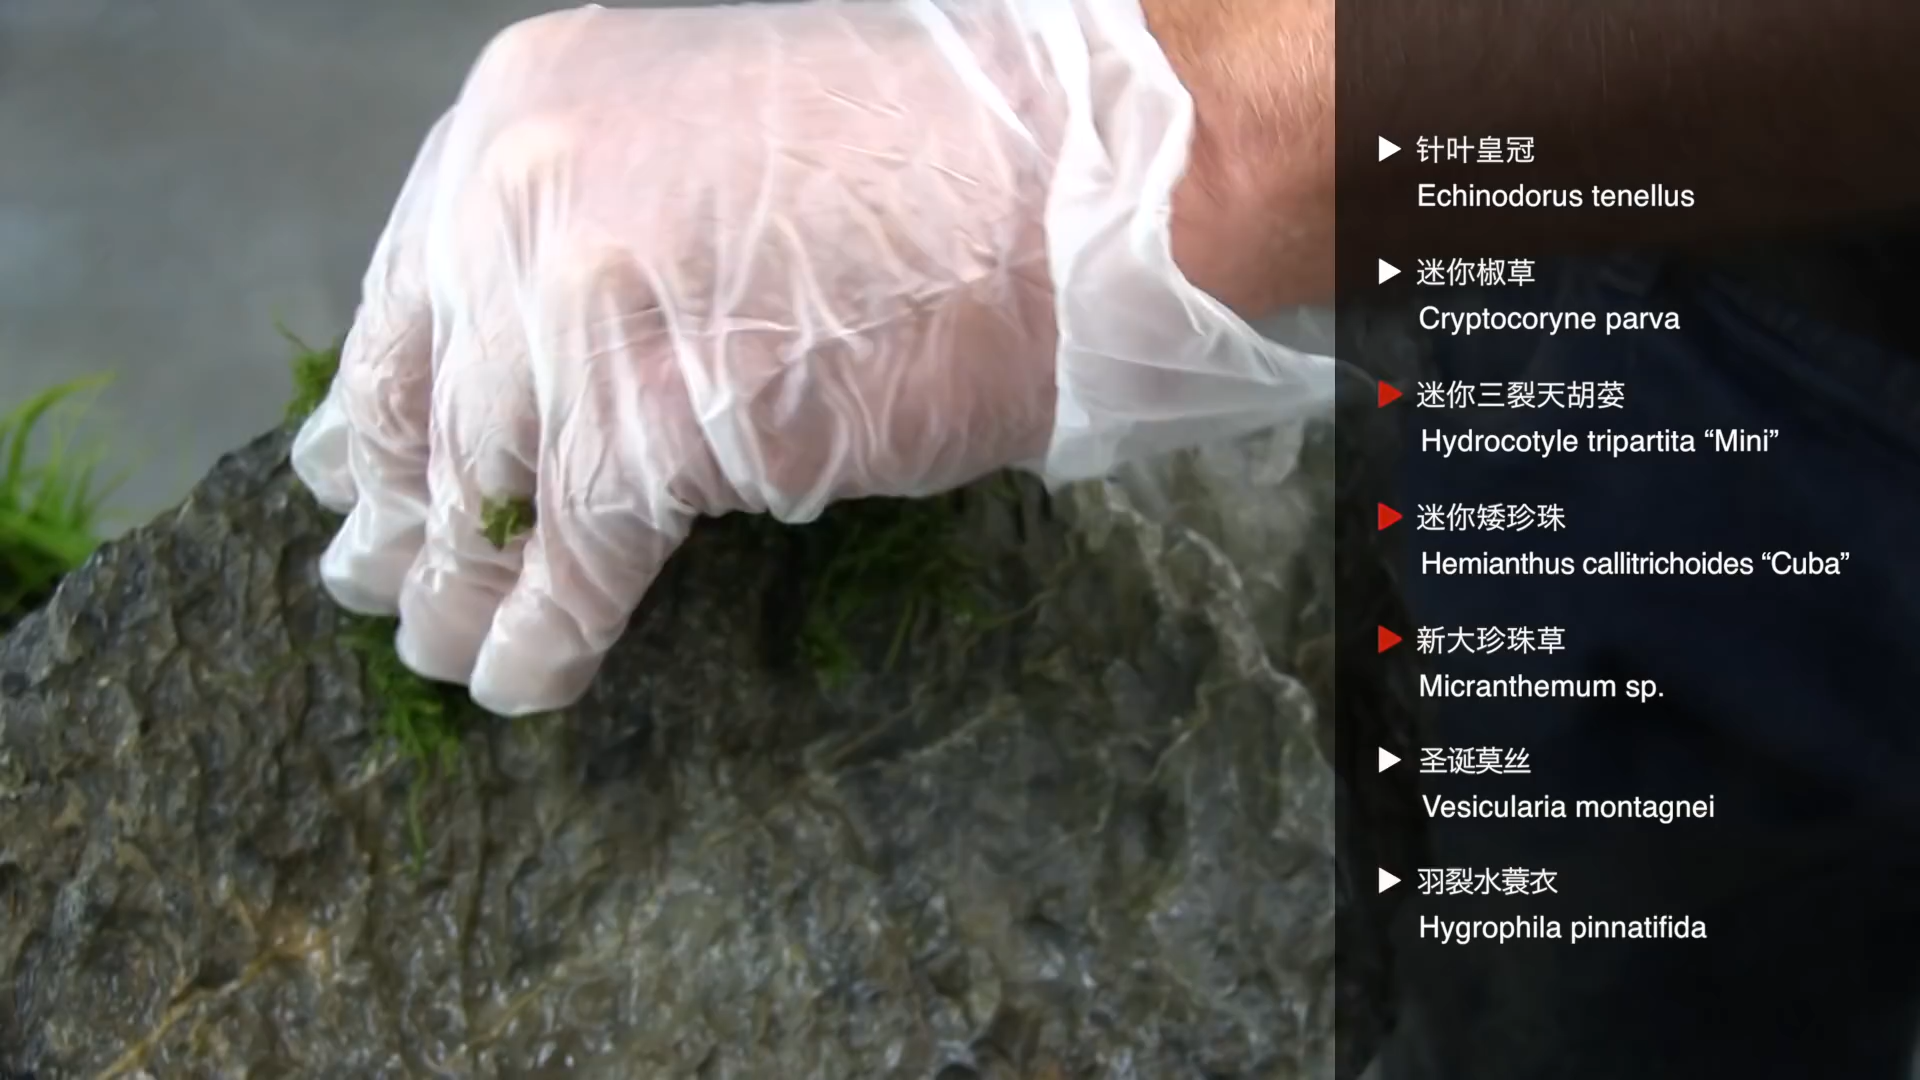 针叶皇冠
Echinodorus tenellus
迷你椒草
Cryptocoryne parva
迷你三裂天胡荽
Hydrocotyle tripartita “Mini”
迷你矮珍珠
Hemianthus callitrichoides “Cuba”
新大珍珠草
Micranthemum sp.
圣诞莫丝
Vesicularia montagnei
羽裂水蓑衣
Hygrophila pinnatifida